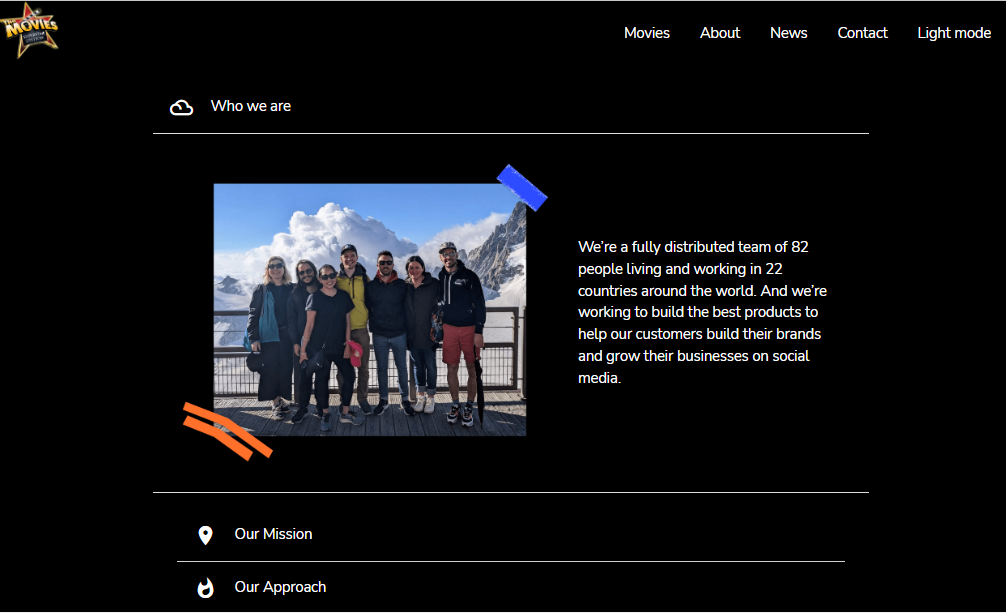 THE
MOVIES
Movies
About
News
Contact
Light mode
Who we are
We're a fully distributed team of 82
people living and working in 22
countries around the world. And we're
working to build the best products to
help our customers build their brands
and grow their businesses on social
media.
Our Mission
Our Approach